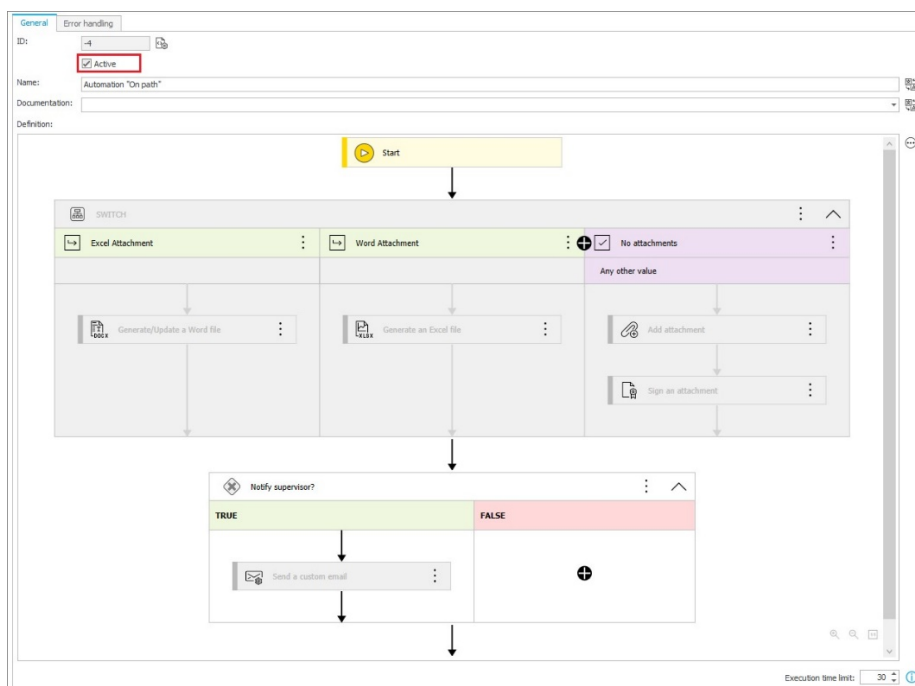 General Error handling
ID: -4
Active
Name: Automation "On path"
Documentation:
Definition:
Start
SWITCH
Excel Attachment Word Attachment No attachments
Any other value
DOCX Generate/Update a Word file XLSX Generate an Excel file Add attachment
Sign an attachment
Notify supervisor?
TRUE FALSE
Send a custom email
Execution time limit: 30